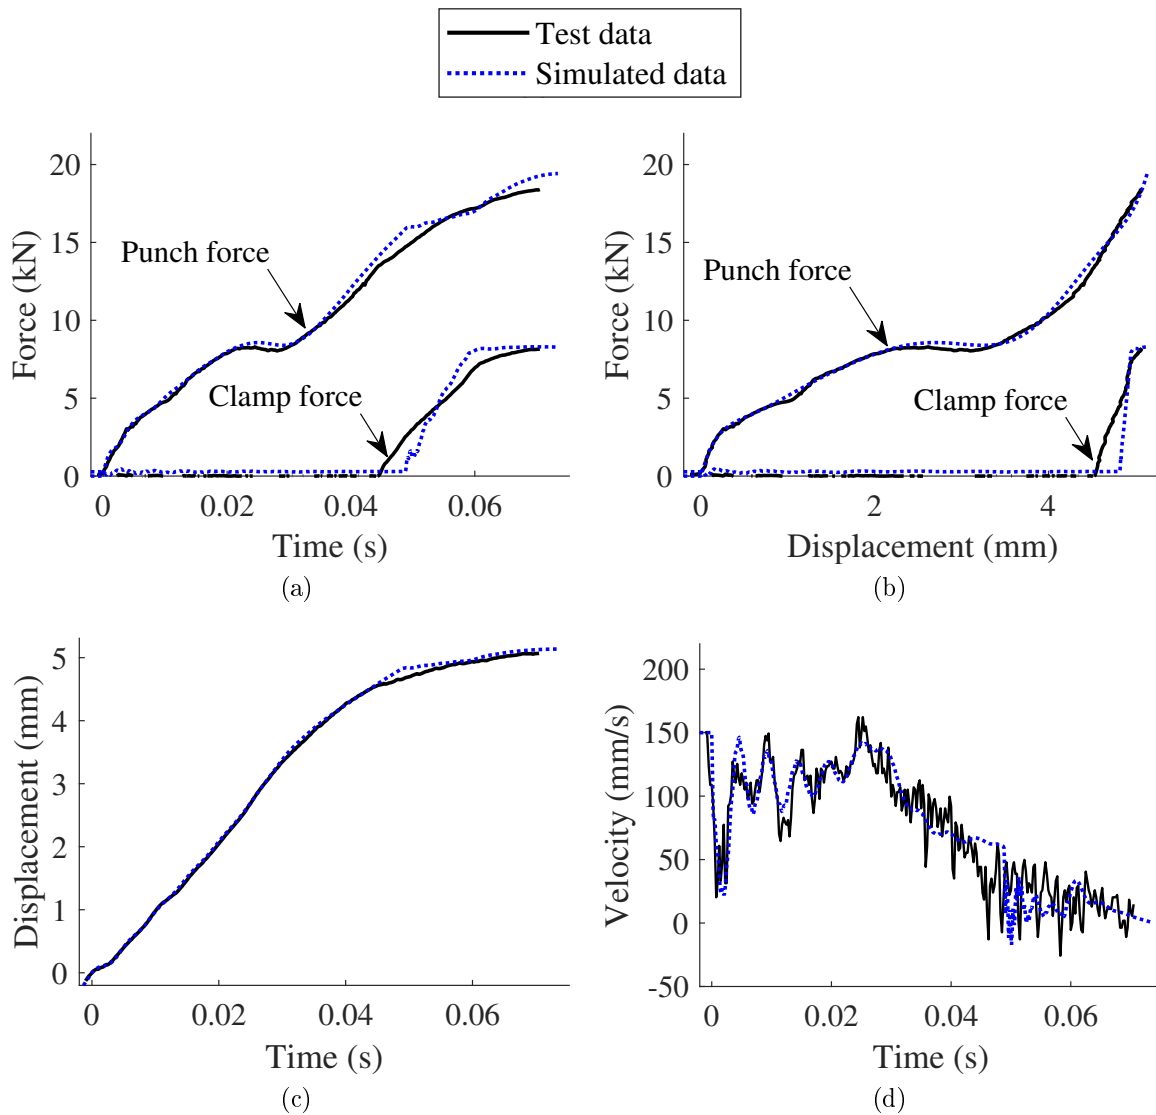 Test data
Simulated data
20
15
10
5
0
Force (kN)
Punch force
Clamp force
0
0.02
0.04
0.06
Time (s)
(a)
20
15
10
5
0
Force (kN)
Punch force
Clamp force
0
2
4
Displacement (mm)
(b)
5
4
3
2
1
0
Displacement (mm)
0
0.02
0.04
0.06
Time (s)
(c)
200
150
100
50
0
-50
Velocity (mm/s)
0
0.02
0.04
0.06
Time (s)
(d)